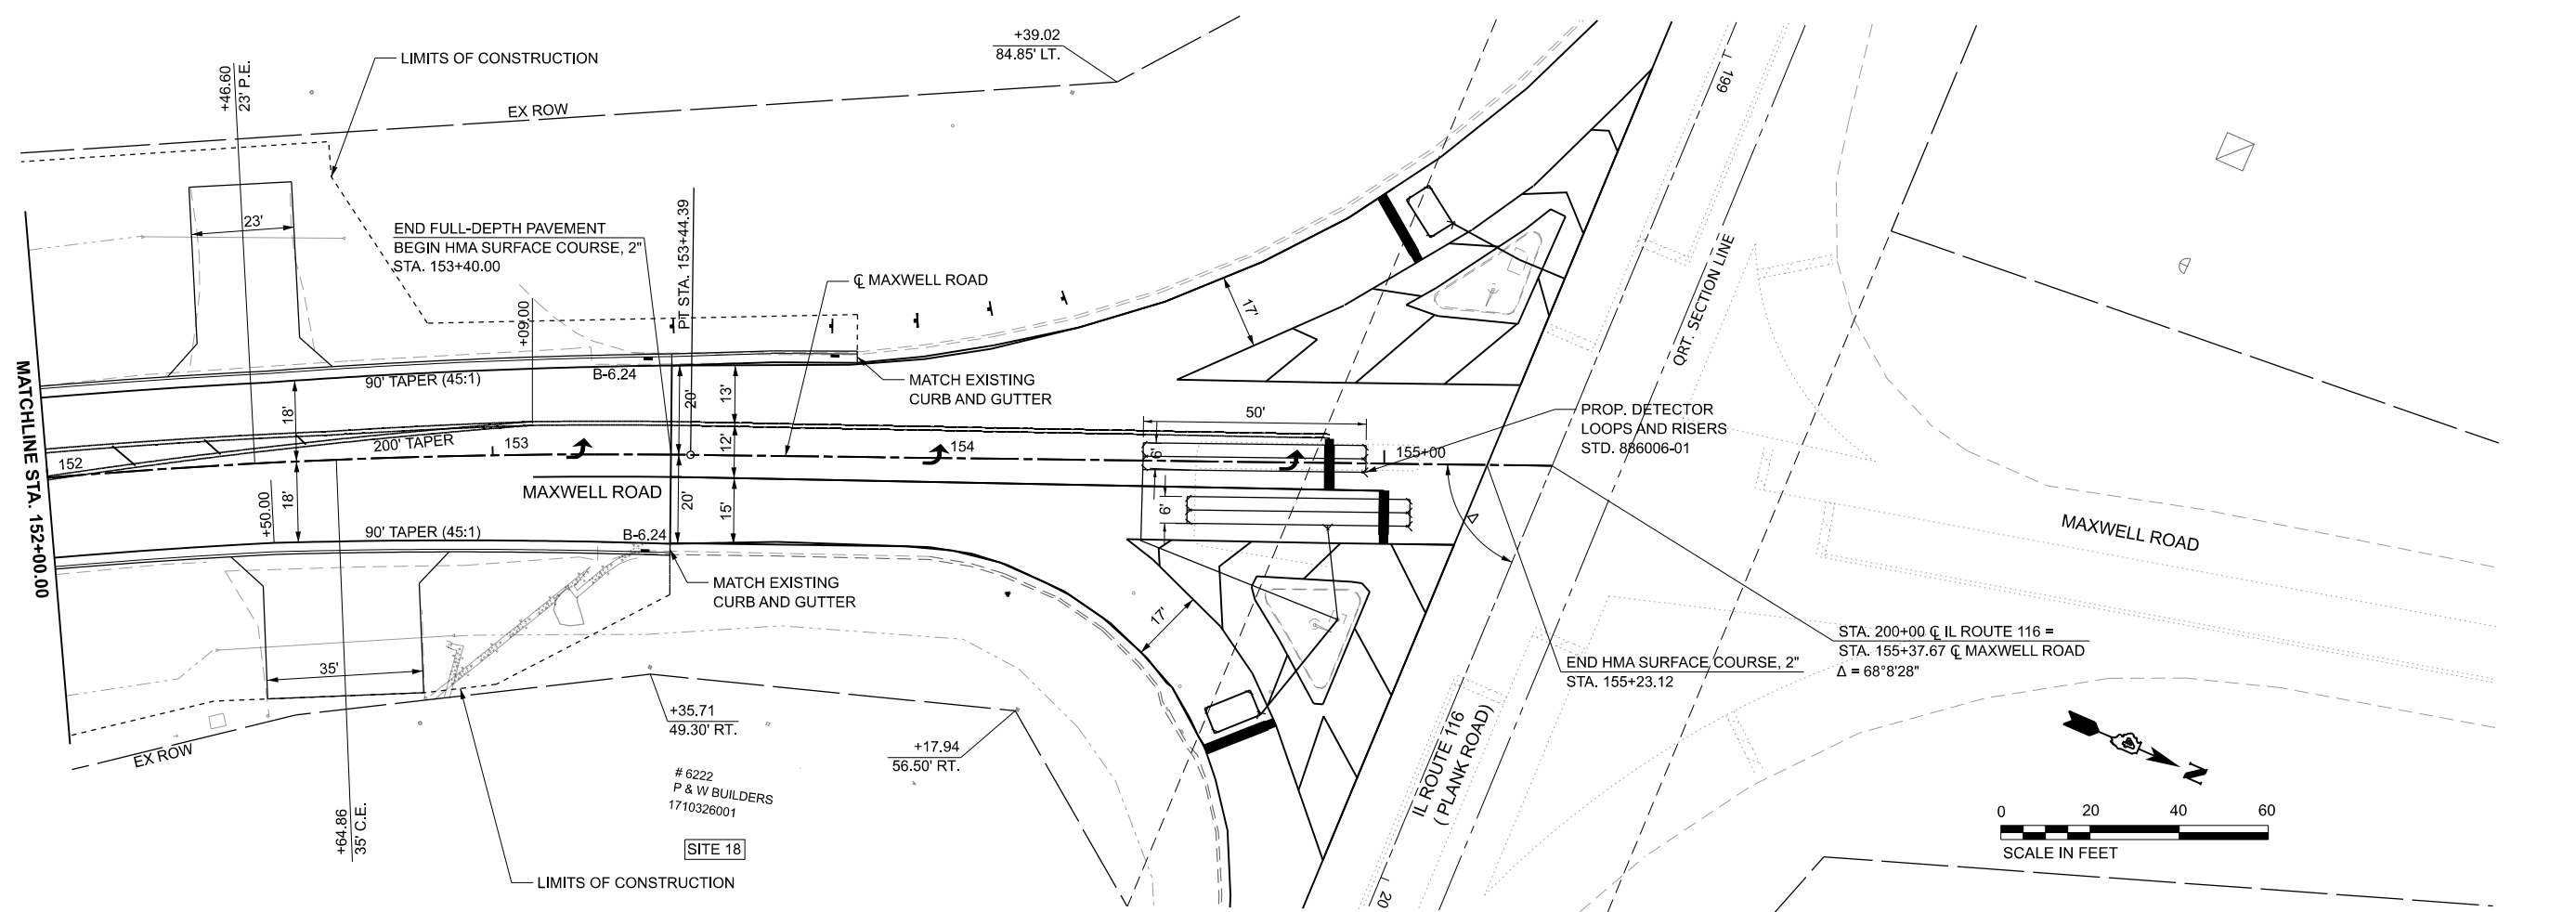 +39.02
84.85' LT.
LIMITS OF CONSTRUCTION
+46.60
23' P.E.
EX ROW
199
23'
END FULL-DEPTH PAVEMENT
BEGIN HMA SURFACE COURSE, 2"
STA. 153+40.00
PT STA. 153+44.39
℄ MAXWELL ROAD
+09.00
17'
QRT. SECTION LINE
MATCHLINE STA. 152+00.00
90' TAPER (45:1)
B-6.24
MATCH EXISTING
CURB AND GUTTER
18'
20'
13'
50'
PROP. DETECTOR
LOOPS AND RISERS
STD. 886006-01
200' TAPER
152
153
12'
154
6'
155+00
MAXWELL ROAD
+50.00
18'
20'
15'
6'
Δ
90' TAPER (45:1)
B-6.24
MAXWELL ROAD
MATCH EXISTING
CURB AND GUTTER
17'
35'
STA. 200+00 ℄ IL ROUTE 116 =
STA. 155+37.67 ℄ MAXWELL ROAD
Δ = 68°8'28"
END HMA SURFACE COURSE, 2"
STA. 155+23.12
+35.71
49.30' RT.
+17.94
56.50' RT.
EX ROW
IL ROUTE 116
( PLANK ROAD)
# 6222
P & W BUILDERS
1710326001
+64.86
35' C.E.
SITE 18
LIMITS OF CONSTRUCTION
20
N
0 20 40 60
SCALE IN FEET